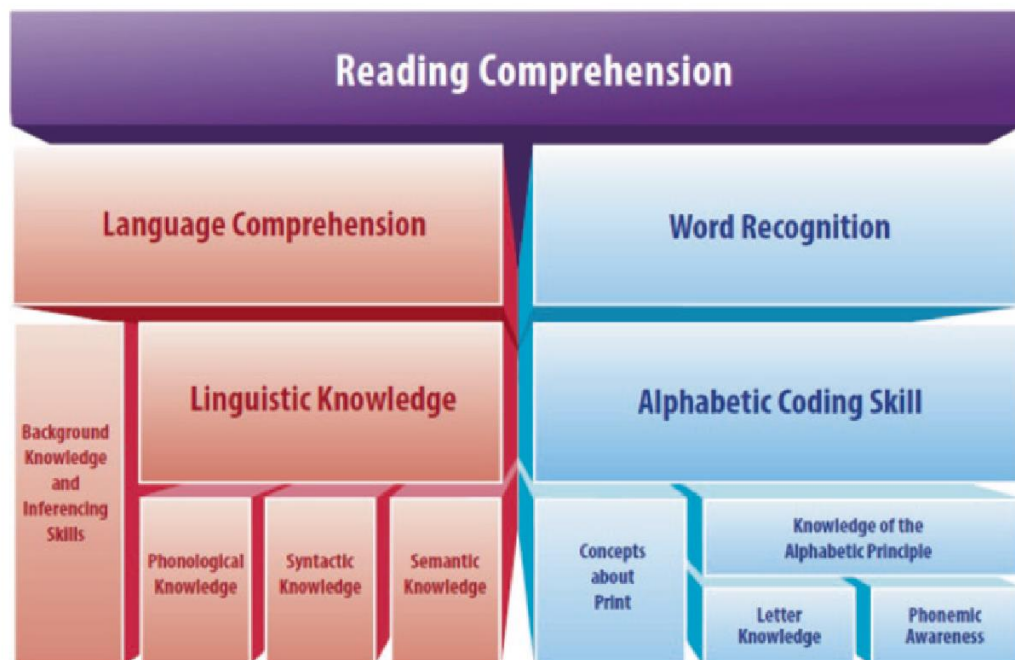 Reading Comprehension
Language Comprehension
Word Recognition
Background
Knowledge
and
Inferencing
Skills
Linguistic Knowledge
Alphabetic Coding Skill
Phonological
Knowledge
Syntactic
Knowledge
Semantic
Knowledge
Concepts
about
Print
Knowledge of the
Alphabetic Principle
Letter
Knowledge
Phonemic
Awareness